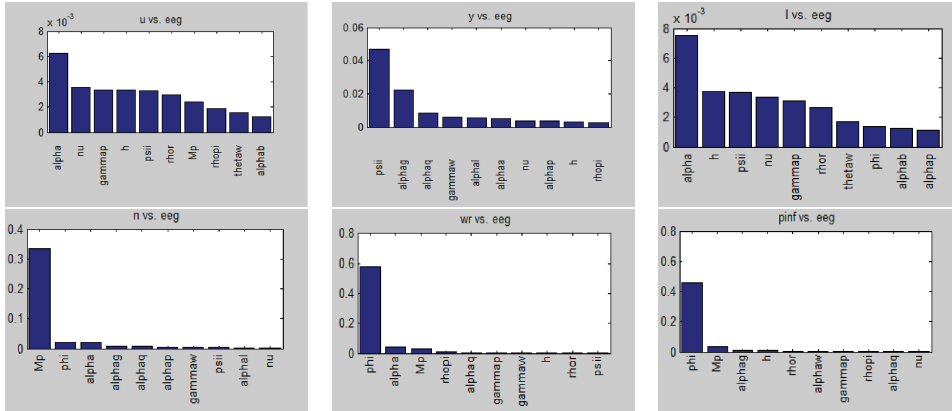 u vs. eeg
x 10^-3
8
6
4
2
0
alpha nu gammap h psii rhor Mp rhopi thetaw alphab
y vs. eeg
0.06
0.04
0.02
0
psii alphag alphaq gammaw alphal alphaa nu alphap h rhopi
l vs. eeg
x 10^-3
8
6
4
2
0
alpha h psii nu gammap rhor thetaw phi alphab alphap
n vs. eeg
0.4
0.3
0.2
0.1
0
Mp phi alpha alphag alphaq alphap gammaw psii alphal nu
wr vs. eeg
0.8
0.6
0.4
0.2
0
phi alpha Mp rhopi alphaq gammap gammaw h rhor psii
pinf vs. eeg
0.8
0.6
0.4
0.2
0
phi Mp alphag h rhor alphaw gammap rhopi alphaq nu